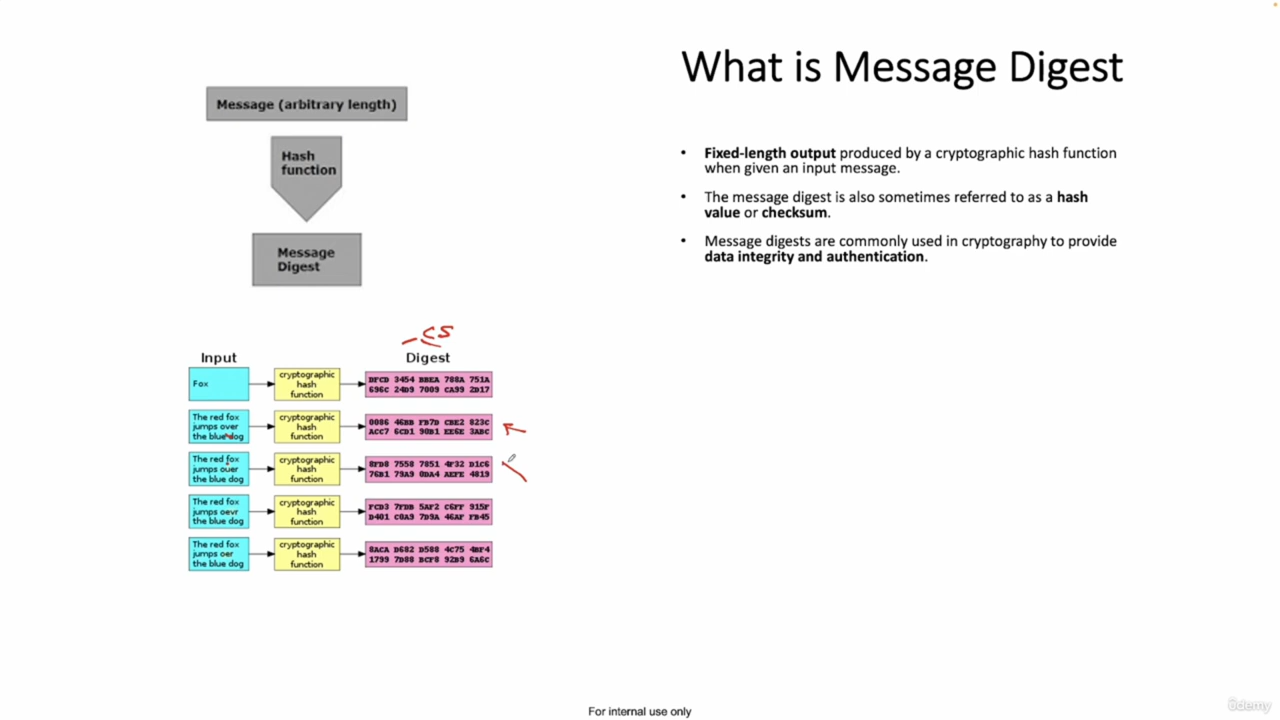 What is Message Digest
Message (arbitrary length)
Hash
function
Message
Digest
• Fixed-length output produced by a cryptographic hash function
when given an input message.
• The message digest is also sometimes referred to as a hash
value or checksum.
• Message digests are commonly used in cryptography to provide
data integrity and authentication.
CS
Input
Digest
Fox
cryptographic
hash
function
DFCD 3454 BBEA 788A 751A
696C 24D9 7009 CA99 2D17
The red fox
jumps over
the blue dog
cryptographic
hash
function
0086 46BB FB7D CBE2 823C
ACC7 6CD1 90B1 EE6E 3ABC
The red fox
jumps ouer
the blue dog
cryptographic
hash
function
8FD8 7558 7851 4F32 D1C6
76B1 79A9 0DA4 AEFE 4819
The red fox
jumps oevr
the blue dog
cryptographic
hash
function
FCD3 7FDB 5AF2 C6FF 915F
D401 C0A9 7D9A 46AF FB45
The red fox
jumps oer
the blue dog
cryptographic
hash
function
8ACA D682 D588 4C75 4BF4
1799 7D88 BCF8 92B9 6A6C
For internal use only
ûdemy